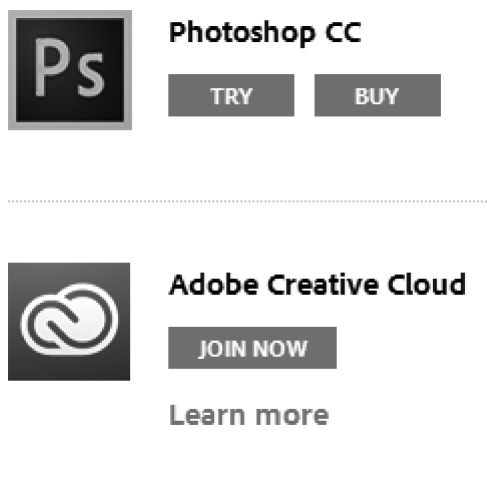 Ps
Photoshop CC
TRY BUY
Adobe Creative Cloud
JOIN NOW
Learn more